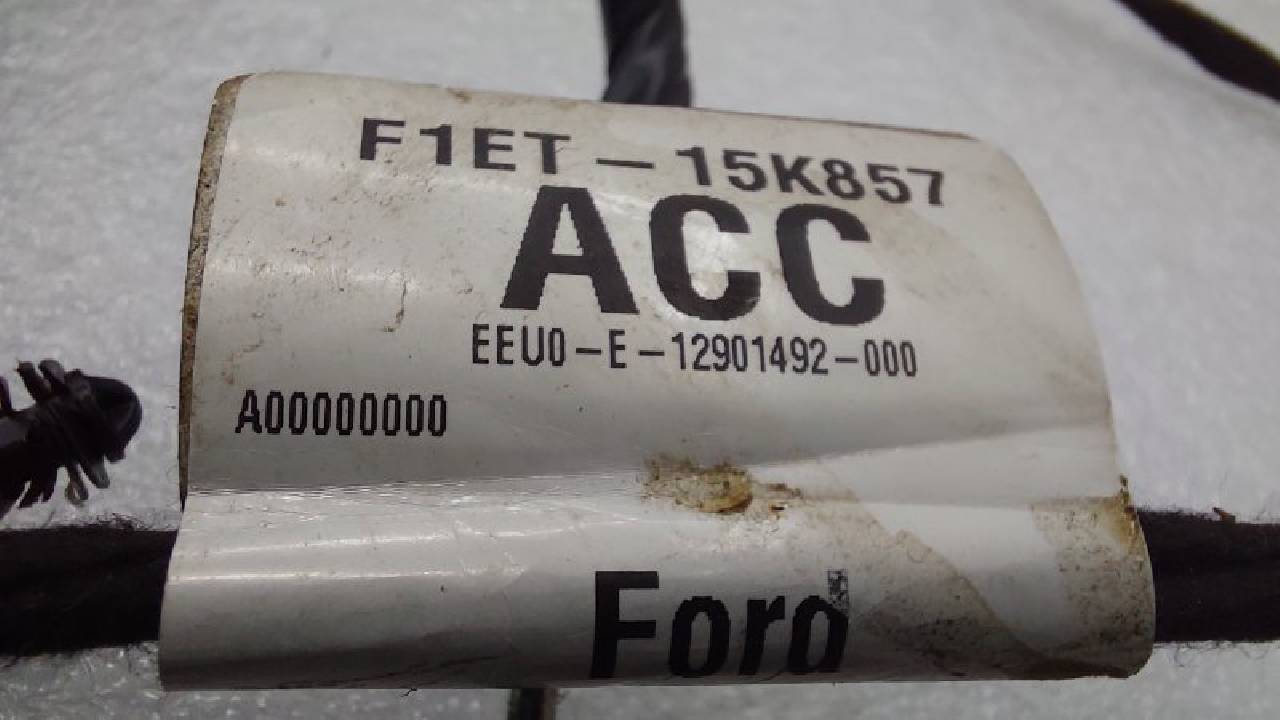 F1ET-15K857
ACC
EEU0-E-12901492-000
A00000000
Ford